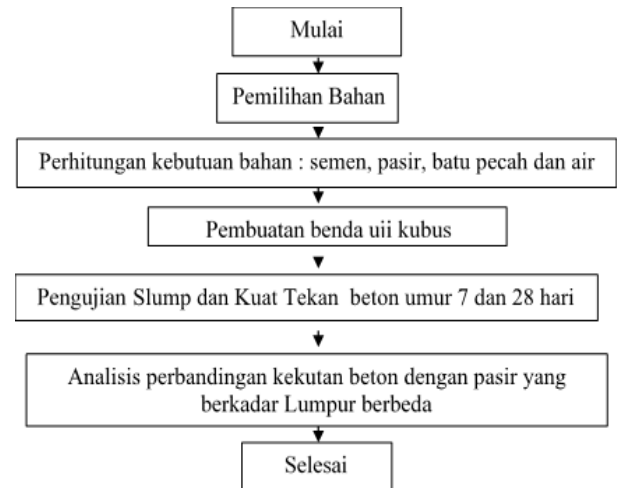 Mulai
Pemilihan Bahan
Perhitungan kebutuan bahan : semen, pasir, batu pecah dan air
Pembuatan benda uii kubus
Pengujian Slump dan Kuat Tekan beton umur 7 dan 28 hari
Analisis perbandingan kekutan beton dengan pasir yang
berkadar Lumpur berbeda
Selesai